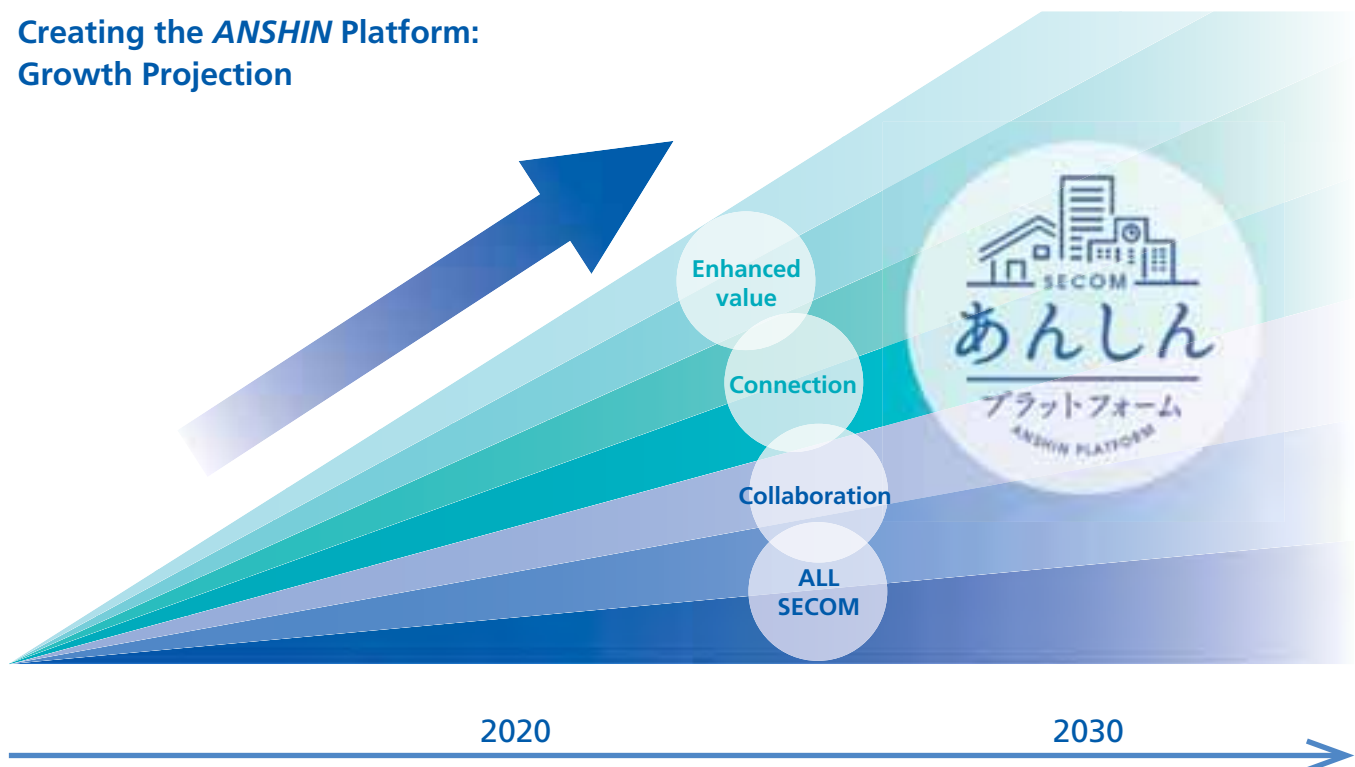 Creating the ANSHIN Platform:
Growth Projection
Enhanced
value
Connection
Collaboration
ALL
SECOM
SECOM
あんしん
プラットフォーム
ANSHIN PLATFORM
2020
2030